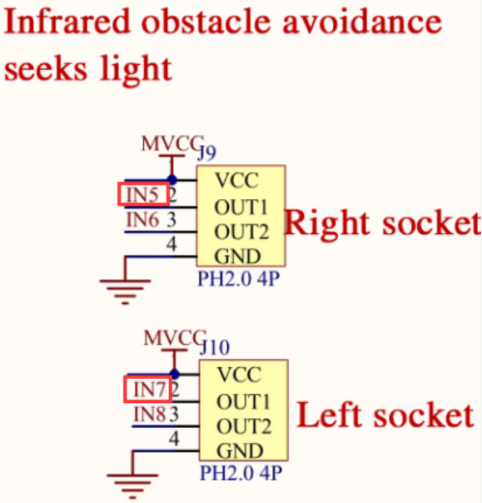 Infrared obstacle avoidance
seeks light
MVCC
J9
VCC
IN5 2 OUT1
IN6 3 OUT2
4 GND
PH2.0 4P
Right socket
MVCC
J10
VCC
IN7 2 OUT1
IN8 3 OUT2
4 GND
PH2.0 4P
Left socket